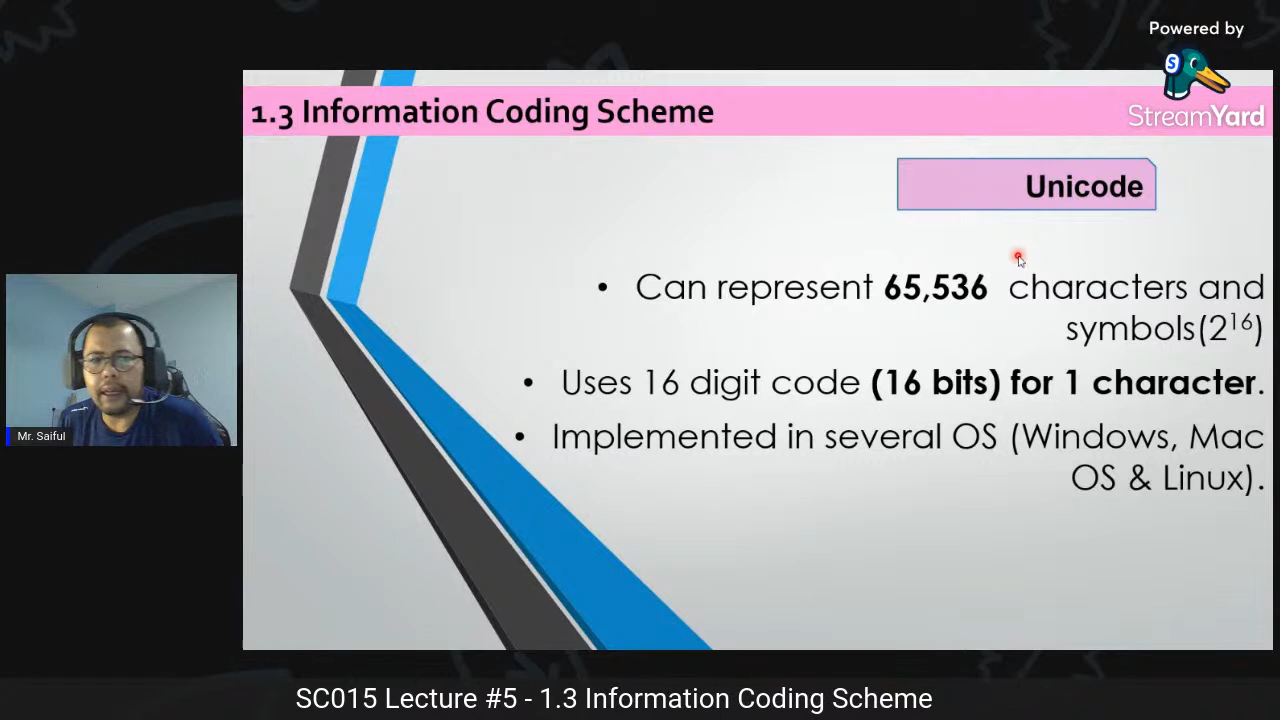 Powered by
StreamYard
1.3 Information Coding Scheme
Unicode
• Can represent 65,536 characters and
symbols(2¹⁶)
• Uses 16 digit code (16 bits) for 1 character.
• Implemented in several OS (Windows, Mac
OS & Linux).
Mr. Saiful
SC015 Lecture #5 - 1.3 Information Coding Scheme